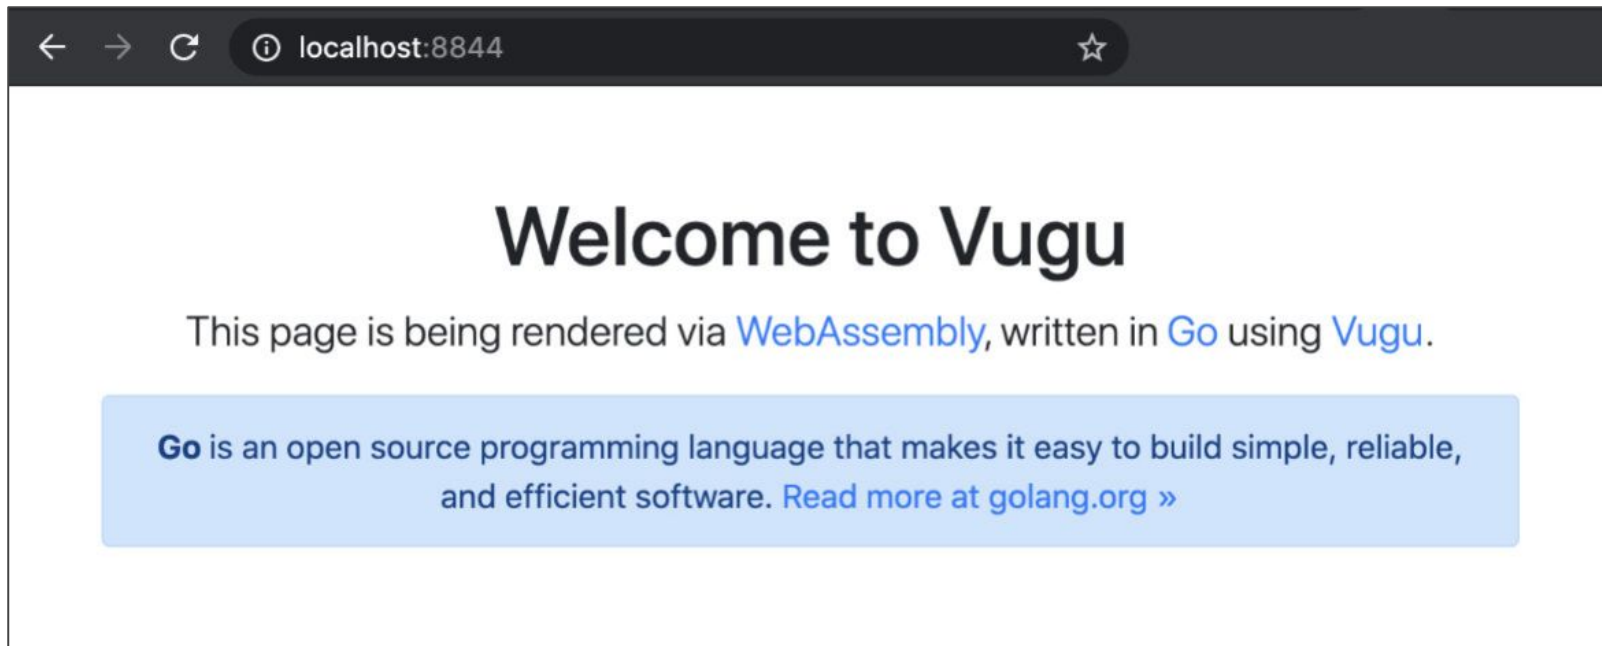 localhost:8844
Welcome to Vugu
This page is being rendered via WebAssembly, written in Go using Vugu.
Go is an open source programming language that makes it easy to build simple, reliable,
and efficient software. Read more at golang.org »